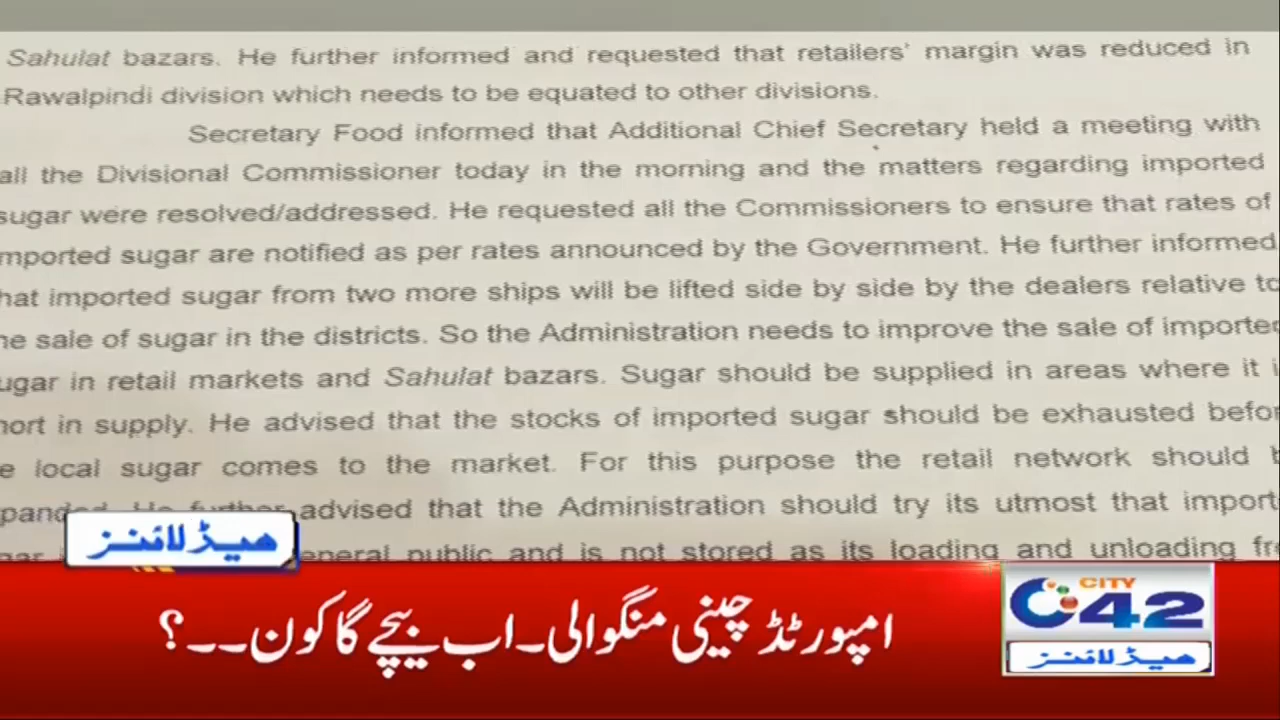 Sahulat bazars. He further informed and requested that retailers' margin was reduced in
Rawalpindi division which needs to be equated to other divisions.
Secretary Food informed that Additional Chief Secretary held a meeting with
all the Divisional Commissioner today in the morning and the matters regarding imported
sugar were resolved/addressed. He requested all the Commissioners to ensure that rates of
mported sugar are notified as per rates announced by the Government. He further informed
hat imported sugar from two more ships will be lifted side by side by the dealers relative to
he sale of sugar in the districts. So the Administration needs to improve the sale of importe
ugar in retail markets and Sahulat bazars. Sugar should be supplied in areas where it i
hort in supply. He advised that the stocks of imported sugar should be exhausted befor
e local sugar comes to the market. For this purpose the retail network should b
pand He further advised that the Administration should try its utmost that import
eneral public and is not stored as its loading and unloading fr
ھیڈلائنز
امپورٹڈ چینی منگوالی۔اب بیچے گا کون۔۔۔؟
CITY
42
ھیڈلائنز